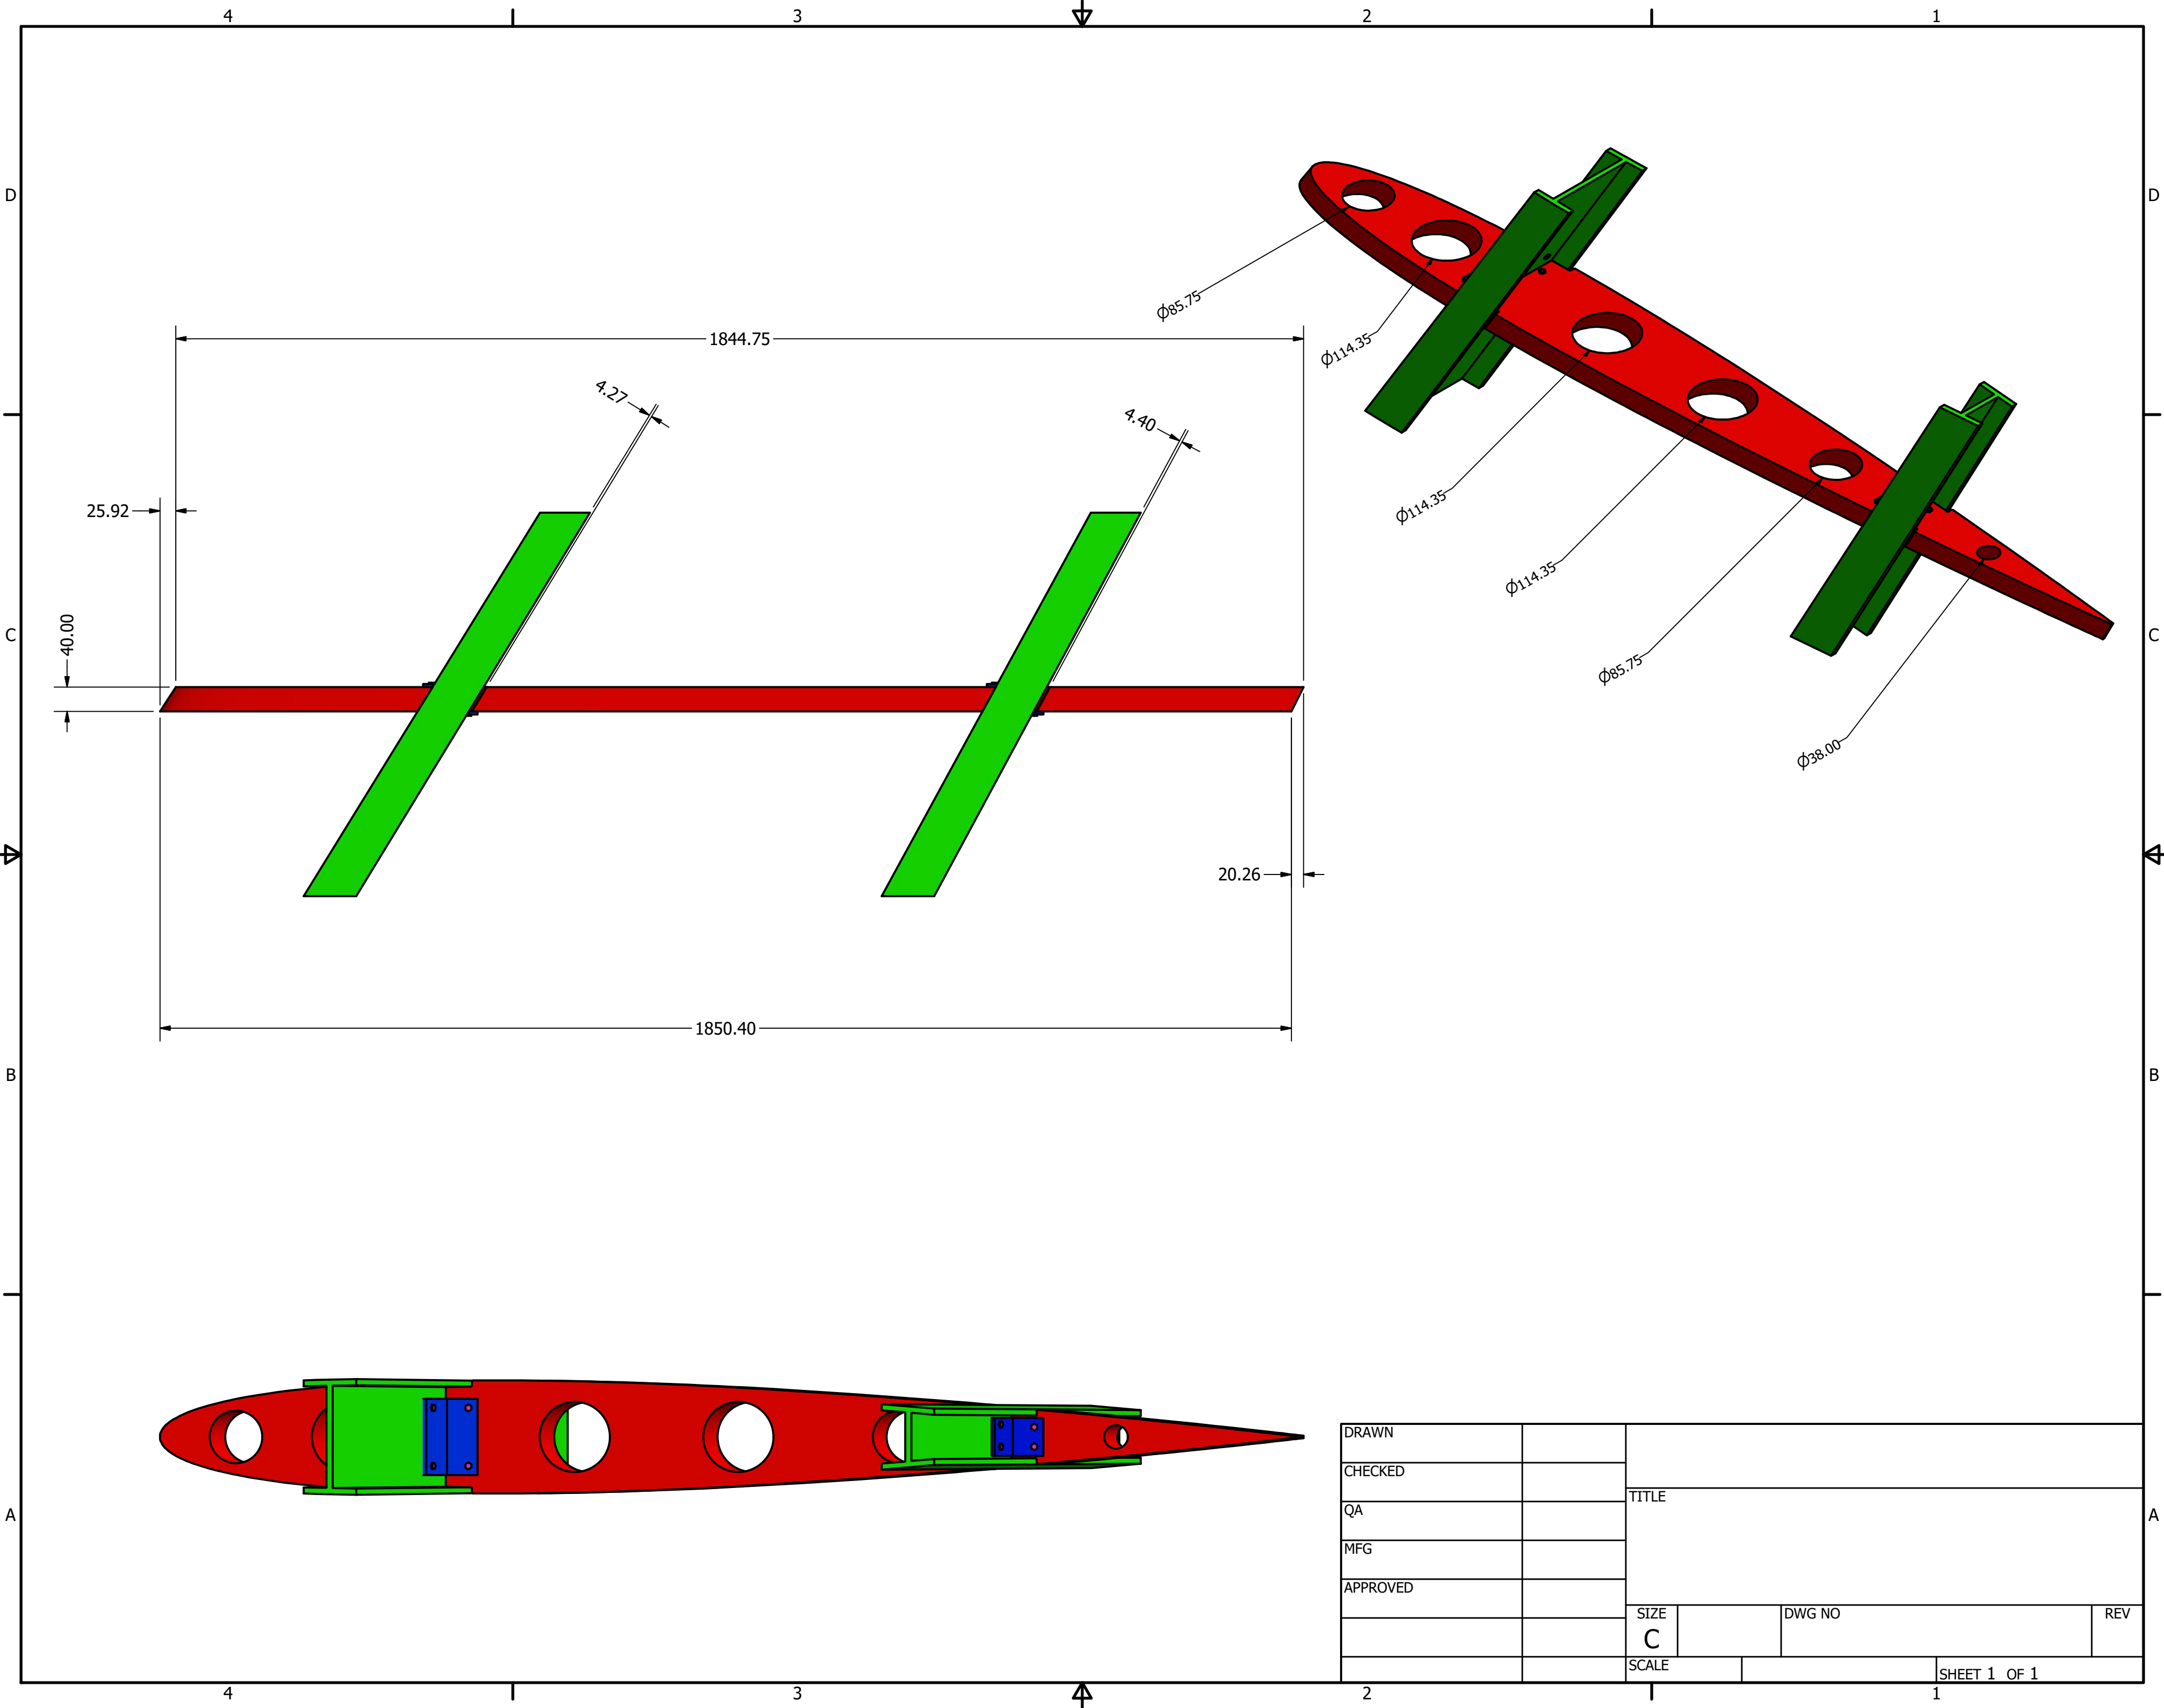 4 3 2 1
D D
Ø85.75
Ø114.35
1844.75
4.27
4.40
25.92
Ø114.35
Ø114.35
40.00
C C
Ø85.75
Ø38.00
20.26
1850.40
B B
DRAWN
CHECKED
QA
MFG
APPROVED
TITLE
A A
SIZE
C
DWG NO
REV
SCALE
SHEET 1 OF 1
4 3 2 1